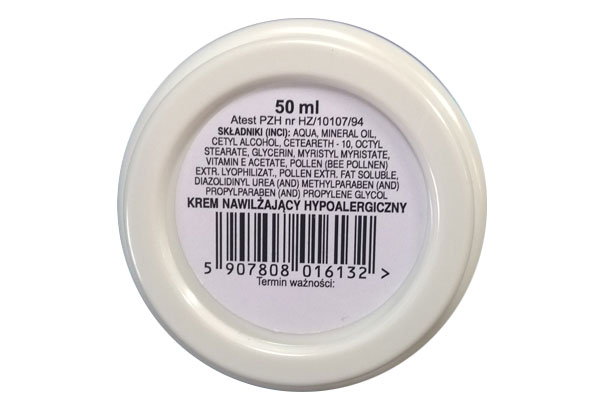 50 ml
Atest PZH nr HZ/10107/94
SKŁADNIKI (INCI): AQUA, MINERAL OIL,
CETYL ALCOHOL, CETEARETH - 10, OCTYL
STEARATE, GLYCERIN, MYRISTYL MYRISTATE,
VITAMIN E ACETATE, POLLEN (BEE POLLNEN)
EXTR. LYOPHILIZAT., POLLEN EXTR. FAT SOLUBLE,
DIAZOLIDINYL UREA (AND) METHYLPARABEN (AND)
PROPYLPARABEN (AND) PROPYLENE GLYCOL
KREM NAWILŻAJĄCY HYPOALERGICZNY
5 907808 016132 >
Termin ważności: